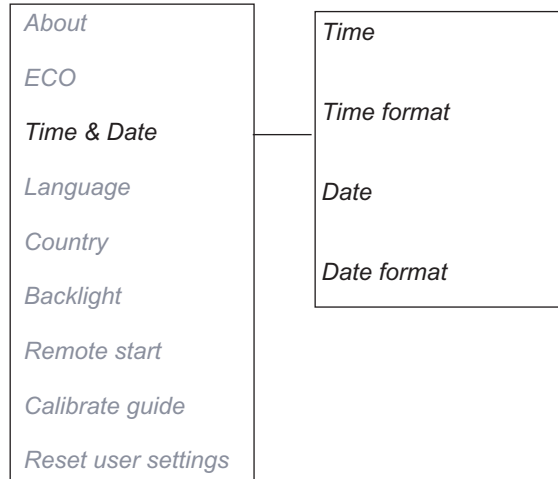 About
ECO
Time & Date
Language
Country
Backlight
Remote start
Calibrate guide
Reset user settings
Time
Time format
Date
Date format